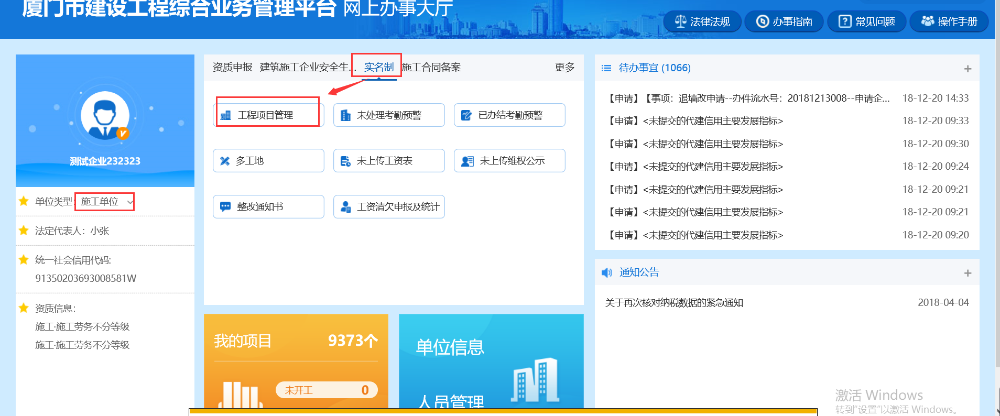 厦门市建设工程综合业务管理平台 网上办事大厅
法律法规
办事指南
常见问题
操作手册
测试企业232323
单位类型:
施工单位
法定代表人：小张
统一社会信用代码:
91350203693008581W
资质信息:
施工·施工劳务不分等级
施工·施工劳务不分等级
资质申报
建筑施工企业安全生...
实名制
施工合同备案
更多
工程项目管理
未处理考勤预警
已办结考勤预警
多工地
未上传工资表
未上传维权公示
整改通知书
工资清欠申报及统计
我的项目
9373个
未开工
0
单位信息
人员管理
待办事宜 (1066)
【申请】【事项：退墙改申请--办件流水号：20181213008--申请企... 18-12-20 14:33
【申请】<未提交的代建信用主要发展指标> 18-12-20 09:33
【申请】<未提交的代建信用主要发展指标> 18-12-20 09:30
【申请】<未提交的代建信用主要发展指标> 18-12-20 09:24
【申请】<未提交的代建信用主要发展指标> 18-12-20 09:21
【申请】<未提交的代建信用主要发展指标> 18-12-20 09:21
【申请】<未提交的代建信用主要发展指标> 18-12-20 09:20
通知公告
关于再次核对纳税数据的紧急通知 2018-04-04
激活 Windows
转到"设置"以激活 Windows。